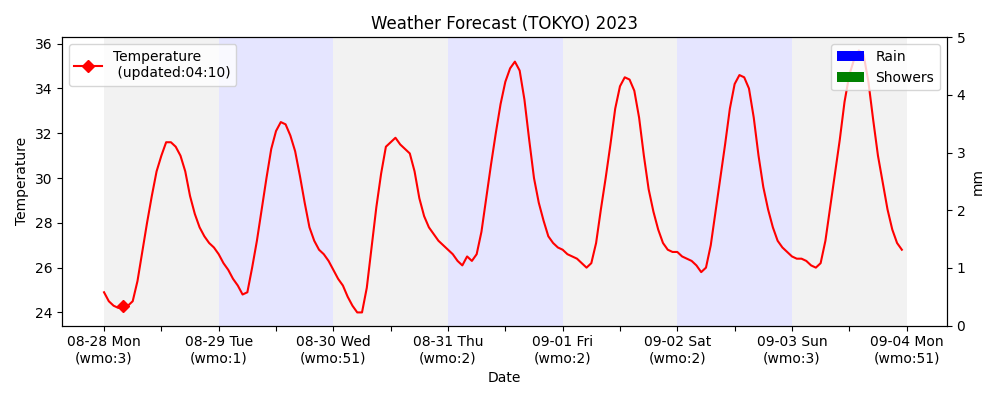 Weather Forecast (TOKYO) 2023
Temperature
(updated:04:10)
Rain
Showers
36
34
32
30
28
26
24
Temperature
5
4
3
2
1
0
mm
08-28 Mon
(wmo:3)
08-29 Tue
(wmo:1)
08-30 Wed
(wmo:51)
08-31 Thu
(wmo:2)
09-01 Fri
(wmo:2)
09-02 Sat
(wmo:2)
09-03 Sun
(wmo:3)
09-04 Mon
(wmo:51)
Date